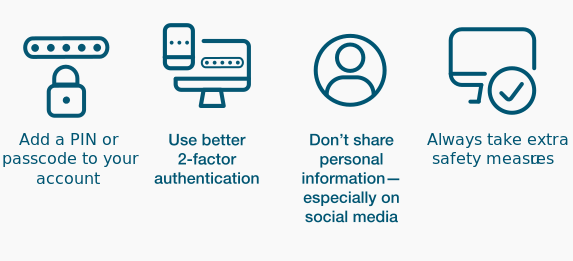 Add a PIN or
passcode to your
account
Use better
2-factor
authentication
Don’t share
personal
information—
especially on
social media
Always take extra
safety